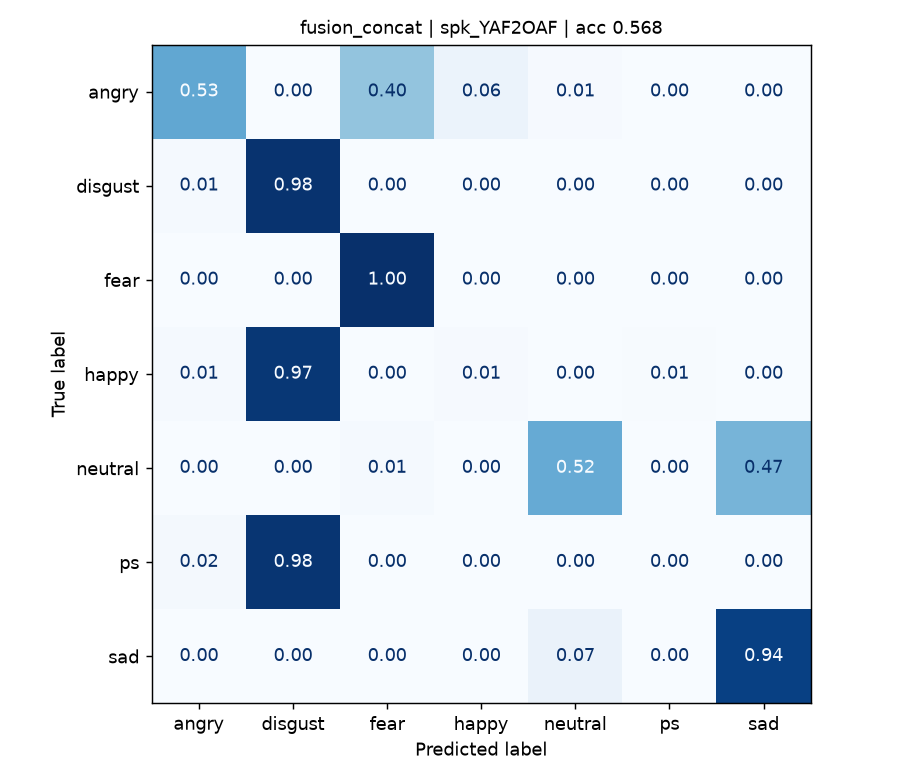 fusion_concat | spk_YAF2OAF | acc 0.568
angry 0.53 0.00 0.40 0.06 0.01 0.00 0.00
disgust 0.01 0.98 0.00 0.00 0.00 0.00 0.00
fear 0.00 0.00 1.00 0.00 0.00 0.00 0.00
True label
happy 0.01 0.97 0.00 0.01 0.00 0.01 0.00
neutral 0.00 0.00 0.01 0.00 0.52 0.00 0.47
ps 0.02 0.98 0.00 0.00 0.00 0.00 0.00
sad 0.00 0.00 0.00 0.00 0.07 0.00 0.94
angry disgust fear happy neutral ps sad
Predicted label